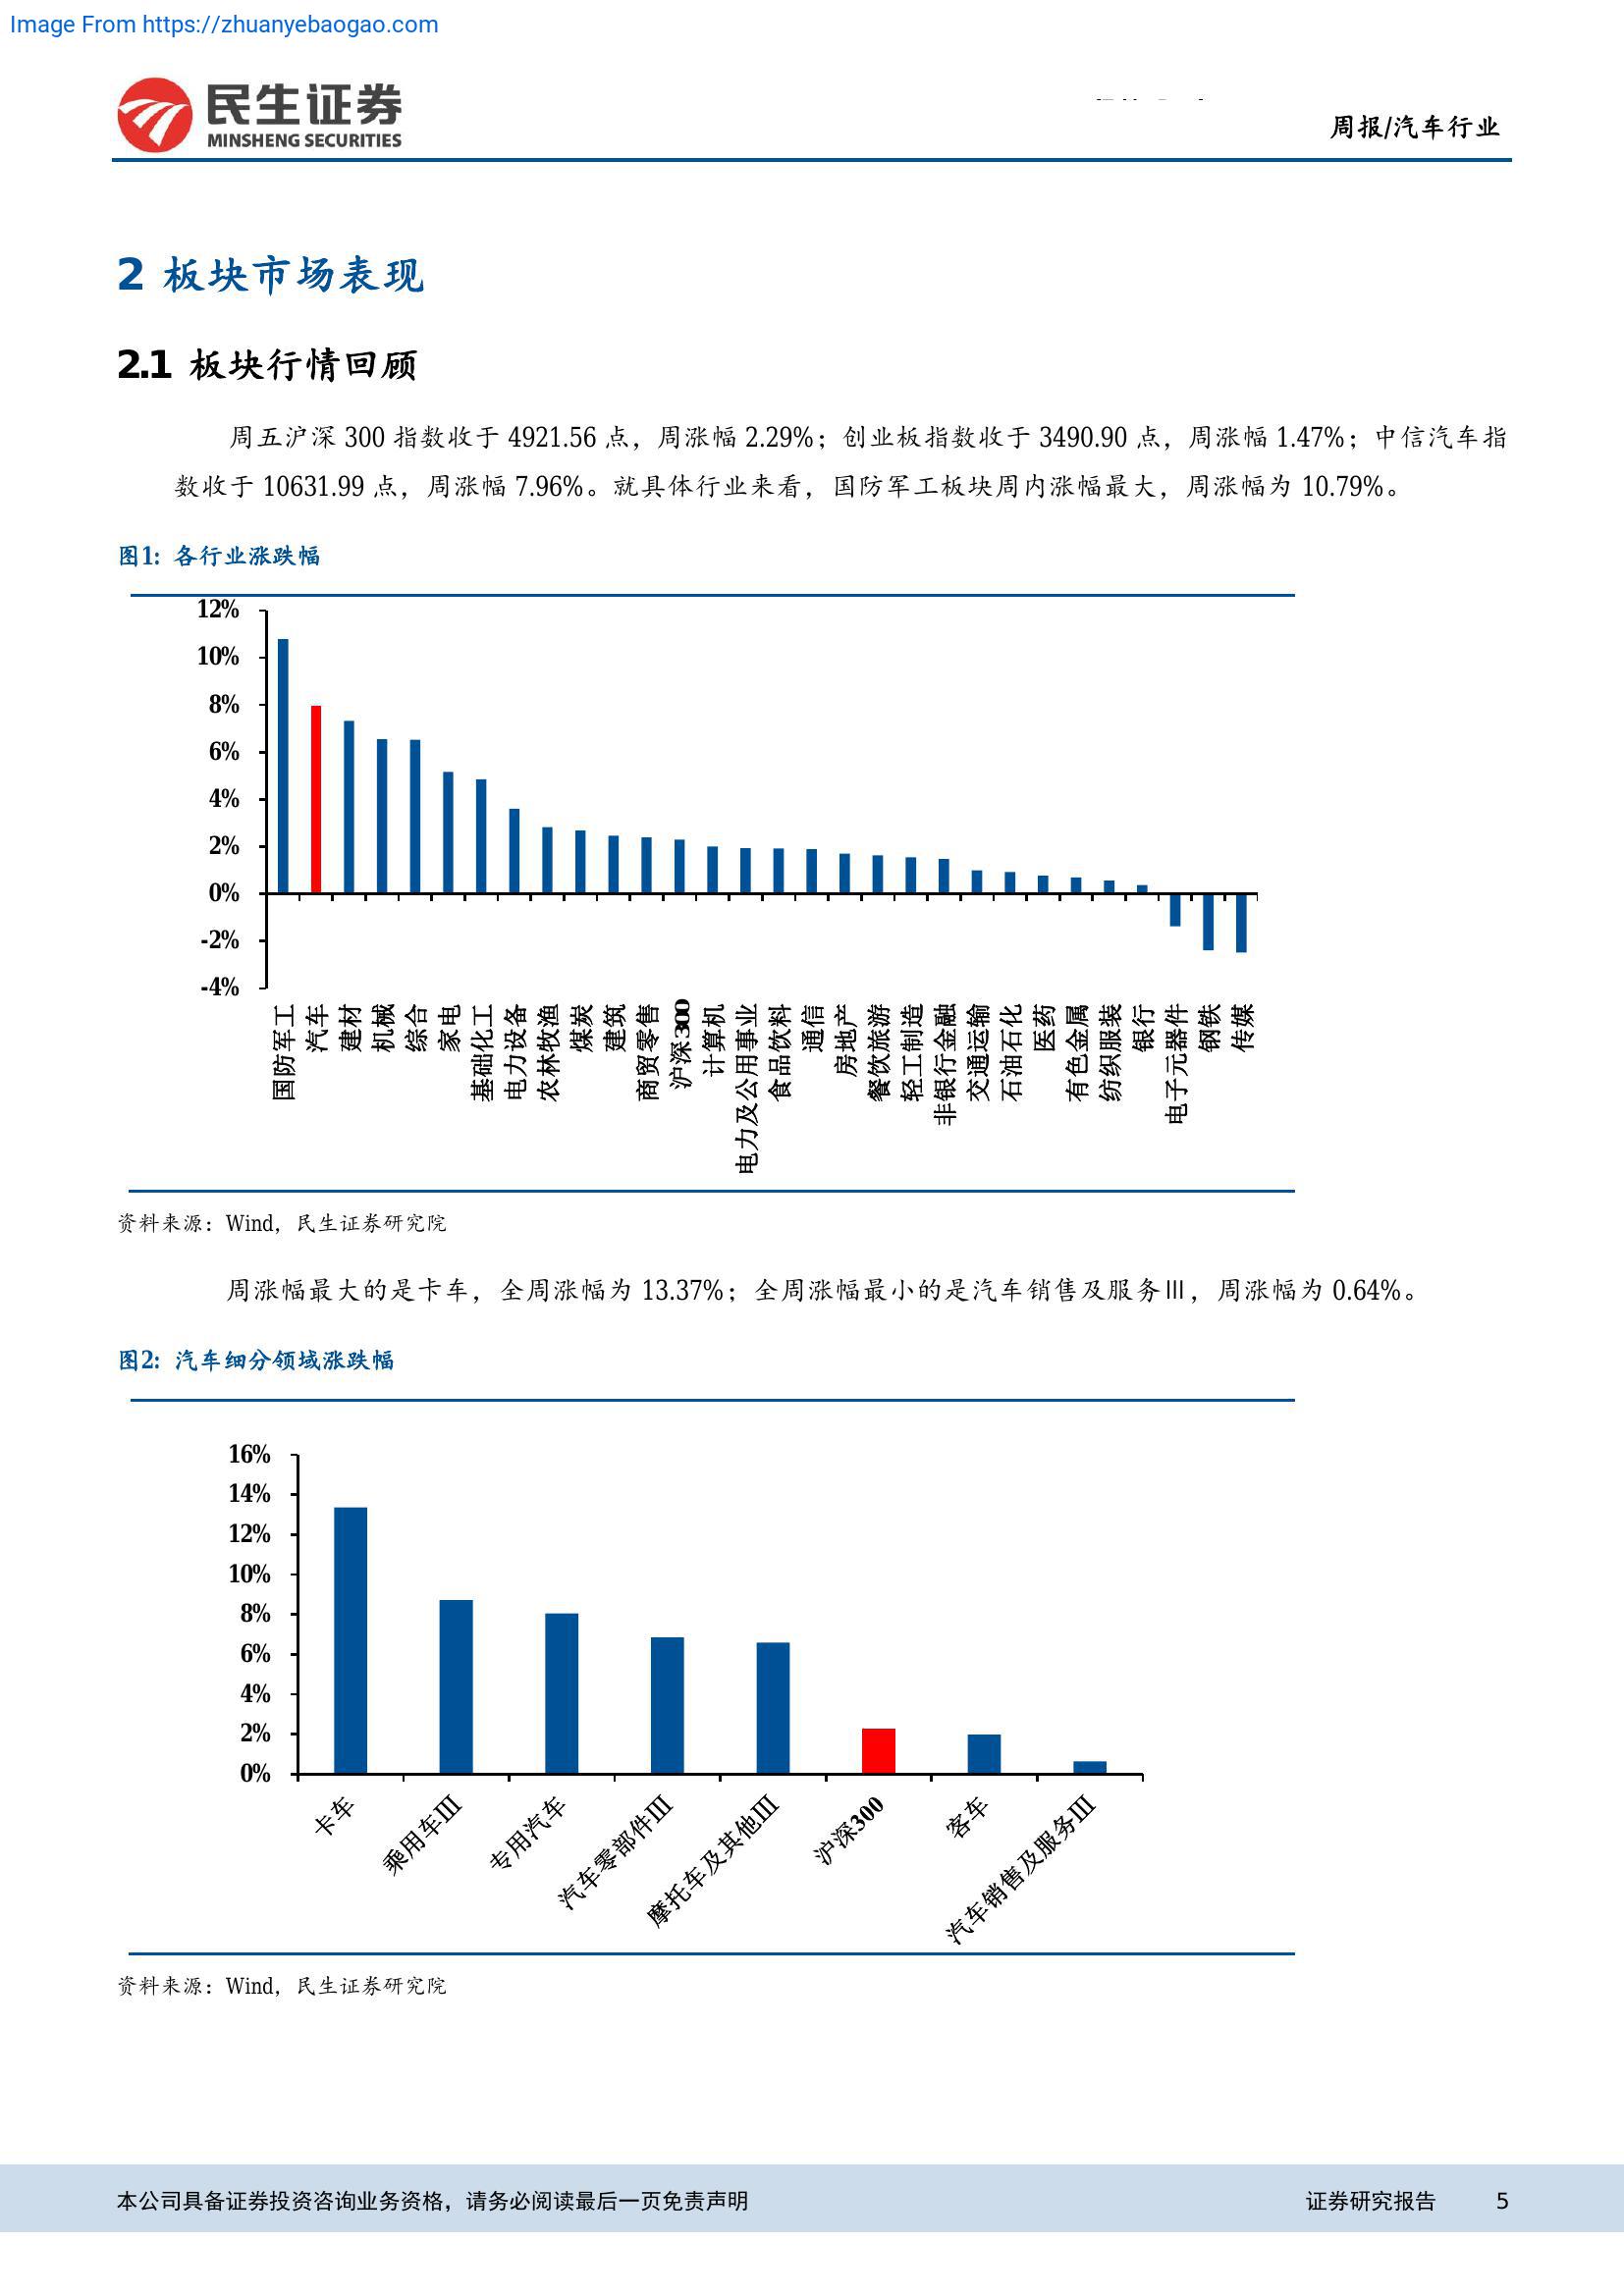 Image From https://zhuanyebaogao.com
民生证券
MINSHENG SECURITIES
周报/汽车行业
2 板块市场表现
2.1 板块行情回顾
周五沪深 300 指数收于 4921.56 点，周涨幅 2.29%；创业板指数收于 3490.90 点，周涨幅 1.47%；中信汽车指
数收于 10631.99 点，周涨幅 7.96%。就具体行业来看，国防军工板块周内涨幅最大，周涨幅为 10.79%。
图1: 各行业涨跌幅
12%
10%
8%
6%
4%
2%
0%
-2%
-4%
国防军工
汽车
建材
机械
综合
家电
基础化工
电力设备
农林牧渔
煤炭
建筑
商贸零售
沪深300
计算机
电力及公用事业
食品饮料
通信
房地产
餐饮旅游
轻工制造
非银行金融
交通运输
石油石化
医药
有色金属
纺织服装
银行
电子元器件
钢铁
传媒
资料来源：Wind，民生证券研究院
周涨幅最大的是卡车，全周涨幅为 13.37%；全周涨幅最小的是汽车销售及服务Ⅲ，周涨幅为 0.64%。
图2: 汽车细分领域涨跌幅
16%
14%
12%
10%
8%
6%
4%
2%
0%
卡车
乘用车Ⅲ
专用汽车
汽车零部件Ⅲ
摩托车及其他Ⅲ
沪深300
客车
汽车销售及服务Ⅲ
资料来源：Wind，民生证券研究院
本公司具备证券投资咨询业务资格，请务必阅读最后一页免责声明
证券研究报告 5